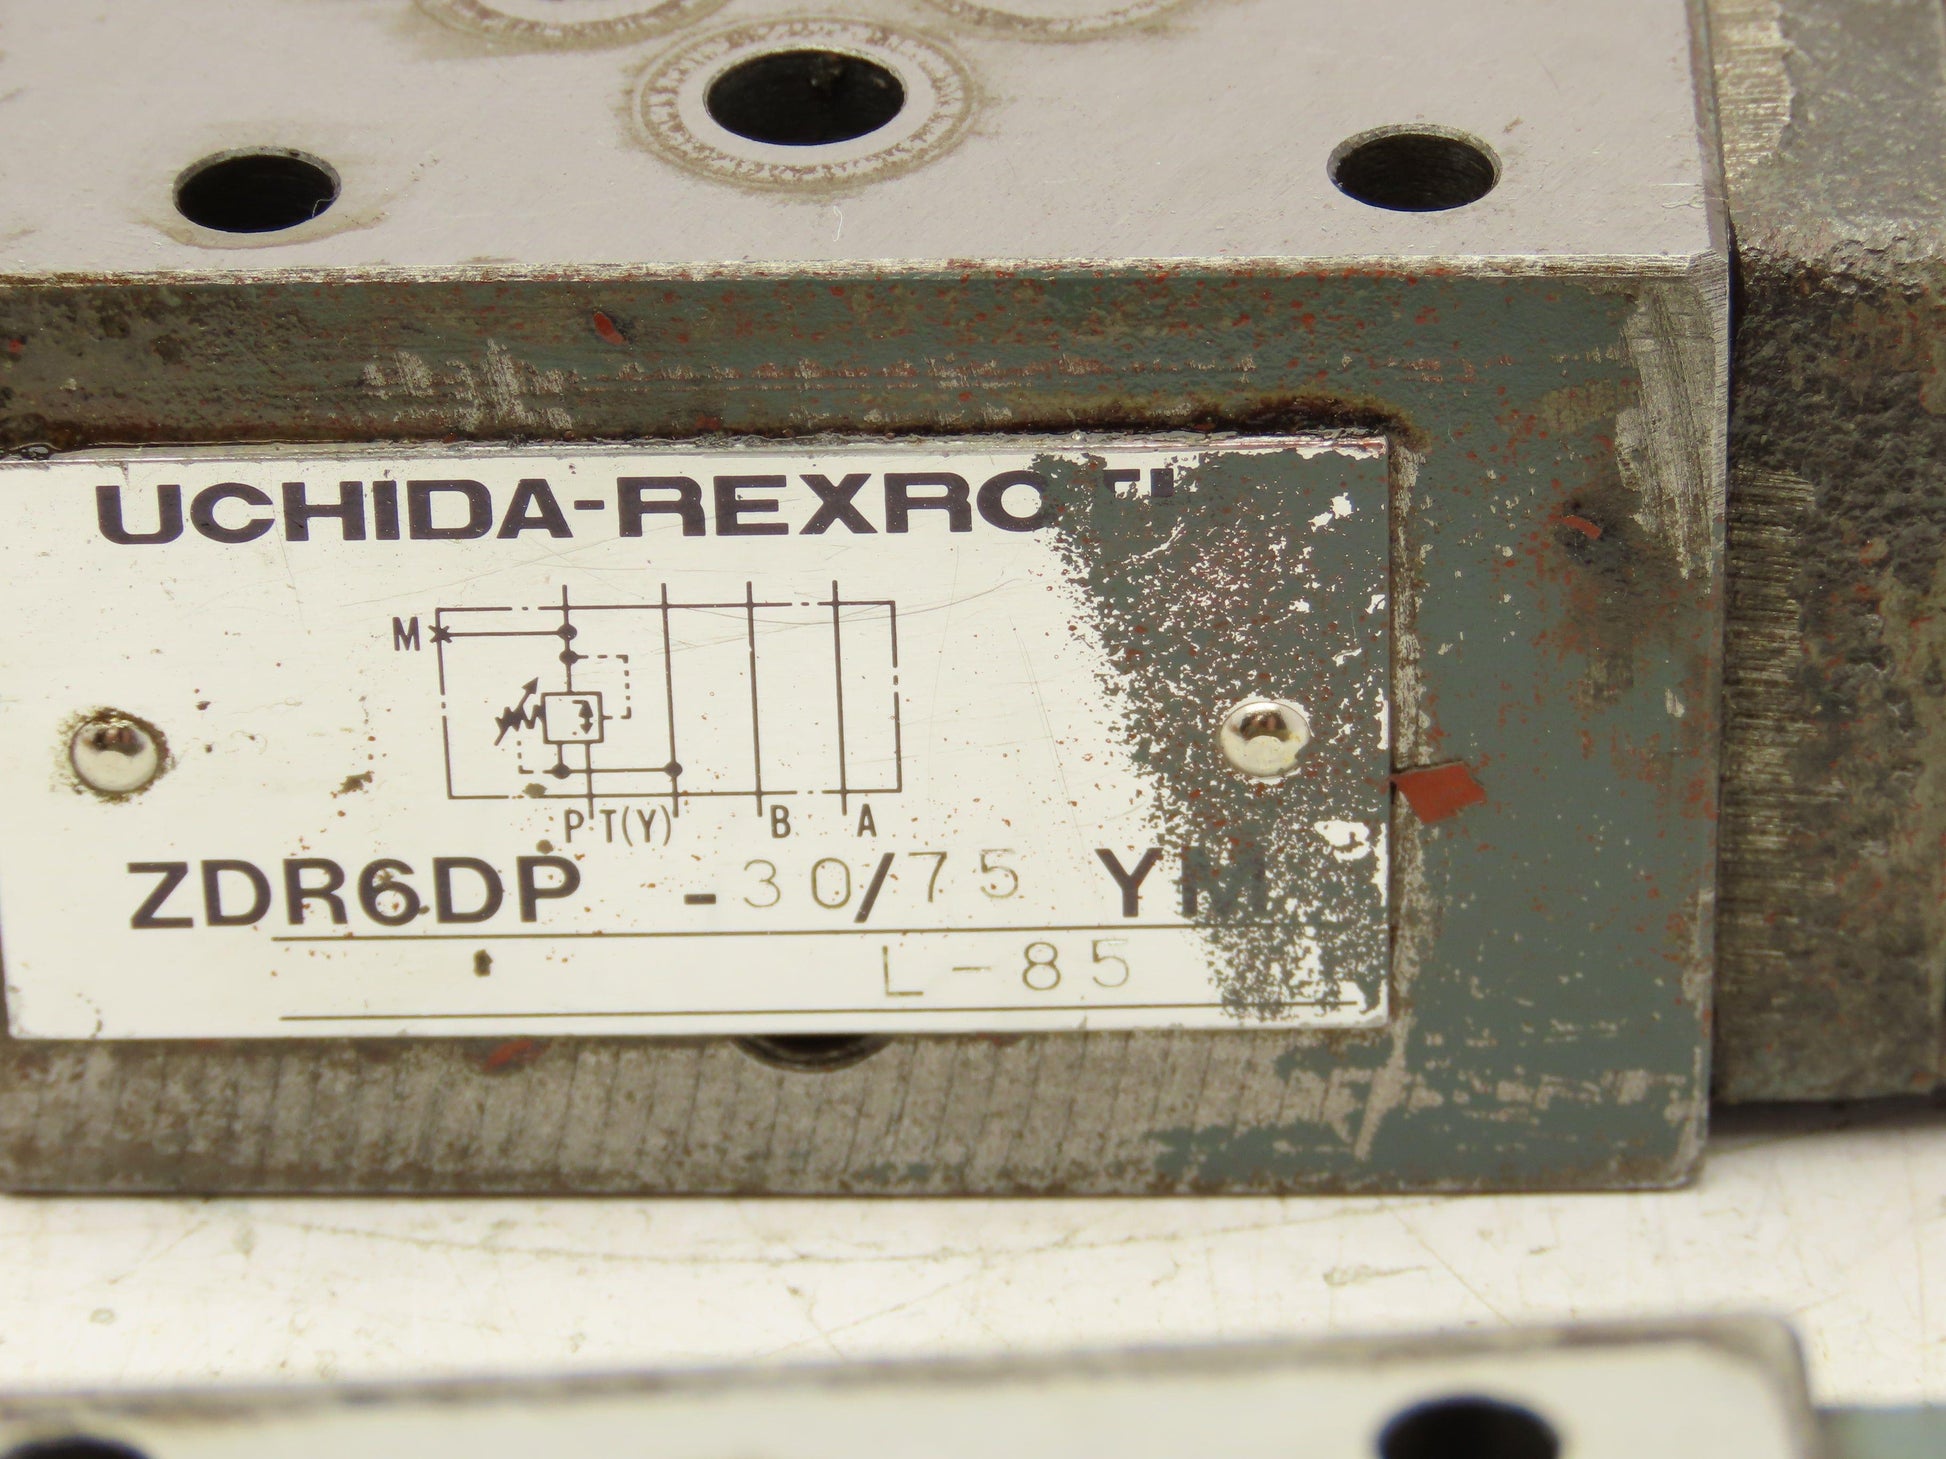 UCHIDA-REXRO
M
P T(Y) B A
ZDR6DP -30/75 YM
L-85